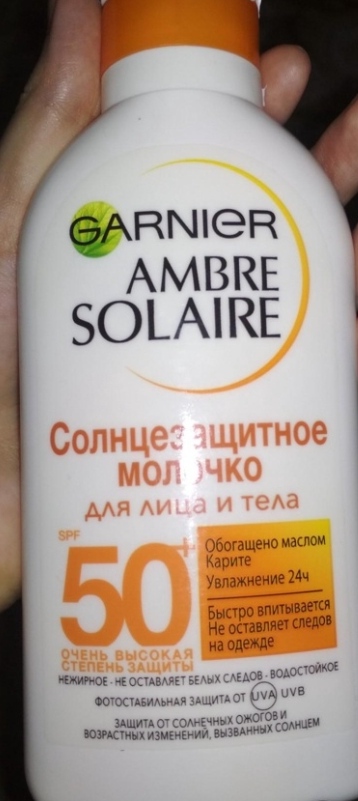 GARNIER
AMBRE
SOLAIRE
Солнцезащитное
молочко
для лица и тела
SPF
50+
ОЧЕНЬ ВЫСОКАЯ
СТЕПЕНЬ ЗАЩИТЫ
Обогащено маслом
Карите
Увлажнение 24ч
Быстро впитывается
Не оставляет следов
на одежде
НЕЖИРНОЕ - НЕ ОСТАВЛЯЕТ БЕЛЫХ СЛЕДОВ - ВОДОСТОЙКОЕ
ФОТОСТАБИЛЬНАЯ ЗАЩИТА ОТ UVA UVB
ЗАЩИТА ОТ СОЛНЕЧНЫХ ОЖОГОВ И
ВОЗРАСТНЫХ ИЗМЕНЕНИЙ, ВЫЗВАННЫХ СОЛНЦЕМ